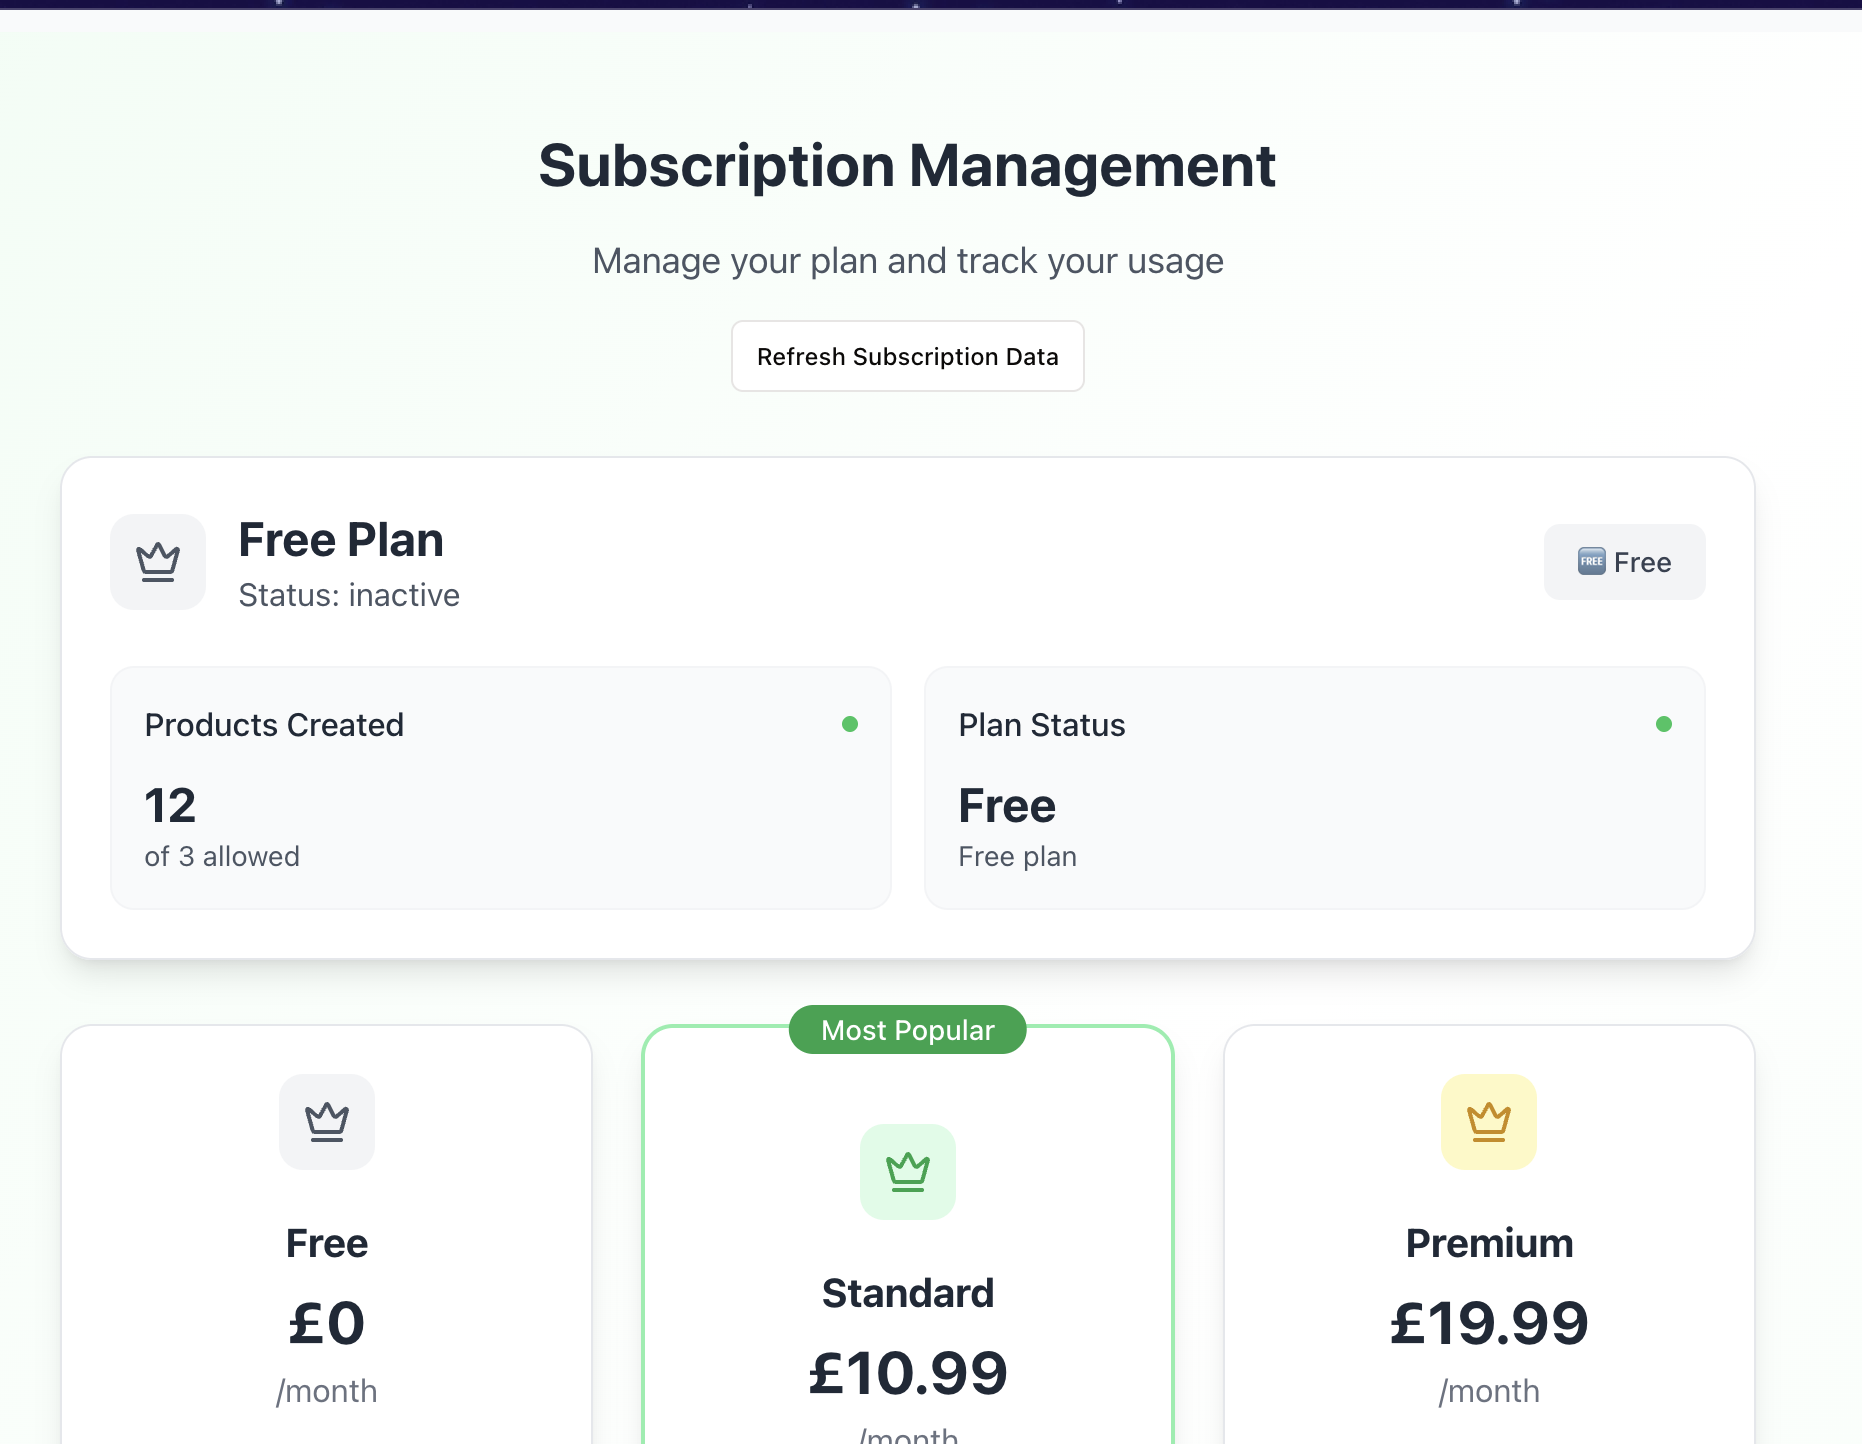 Subscription Management
Manage your plan and track your usage
Refresh Subscription Data
Free Plan
Status: inactive
🆓 Free
Products Created
12
of 3 allowed
Plan Status
Free
Free plan
Free
£0
/month
Most Popular
Standard
£10.99
/month
Premium
£19.99
/month